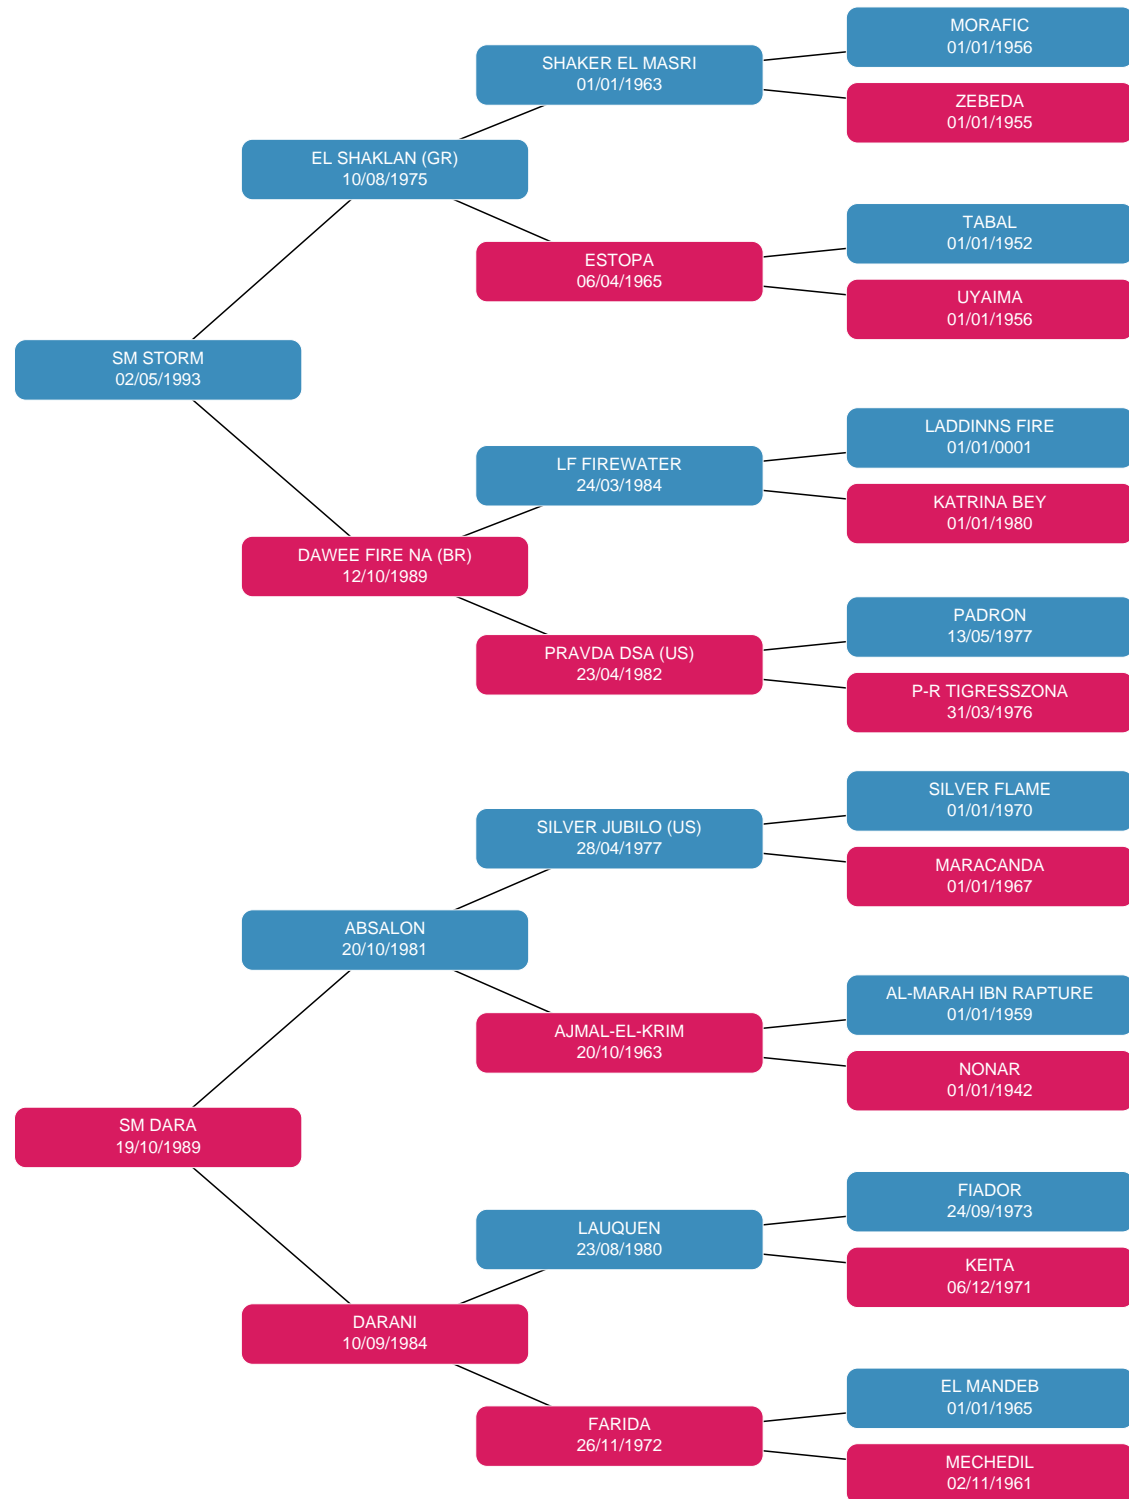 MORAFIC
01/01/1956
SHAKER EL MASRI
01/01/1963
ZEBEDA
01/01/1955
EL SHAKLAN (GR)
10/08/1975
TABAL
01/01/1952
ESTOPA
06/04/1965
UYAIMA
01/01/1956
SM STORM
02/05/1993
LADDINNS FIRE
01/01/0001
LF FIREWATER
24/03/1984
KATRINA BEY
01/01/1980
DAWEE FIRE NA (BR)
12/10/1989
PADRON
13/05/1977
PRAVDA DSA (US)
23/04/1982
P-R TIGRESSZONA
31/03/1976
SILVER FLAME
01/01/1970
SILVER JUBILO (US)
28/04/1977
MARACANDA
01/01/1967
ABSALON
20/10/1981
AL-MARAH IBN RAPTURE
01/01/1959
AJMAL-EL-KRIM
20/10/1963
NONAR
01/01/1942
SM DARA
19/10/1989
FIADOR
24/09/1973
LAUQUEN
23/08/1980
KEITA
06/12/1971
DARANI
10/09/1984
EL MANDEB
01/01/1965
FARIDA
26/11/1972
MECHEDIL
02/11/1961